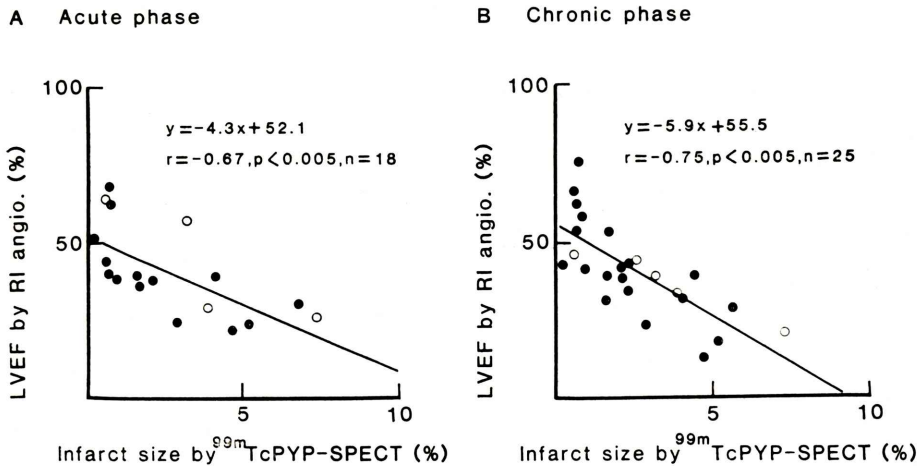 A Acute phase
100
50
5
10
y=-4.3x+52.1
r=-0.67,p<0.005,n=18
LVEF by RI angio. (%)
Infarct size by 99mTcPYP-SPECT (%)
B Chronic phase
100
50
5
10
y=-5.9x+55.5
r=-0.75,p<0.005,n=25
LVEF by RI angio. (%)
Infarct size by 99mTcPYP-SPECT (%)